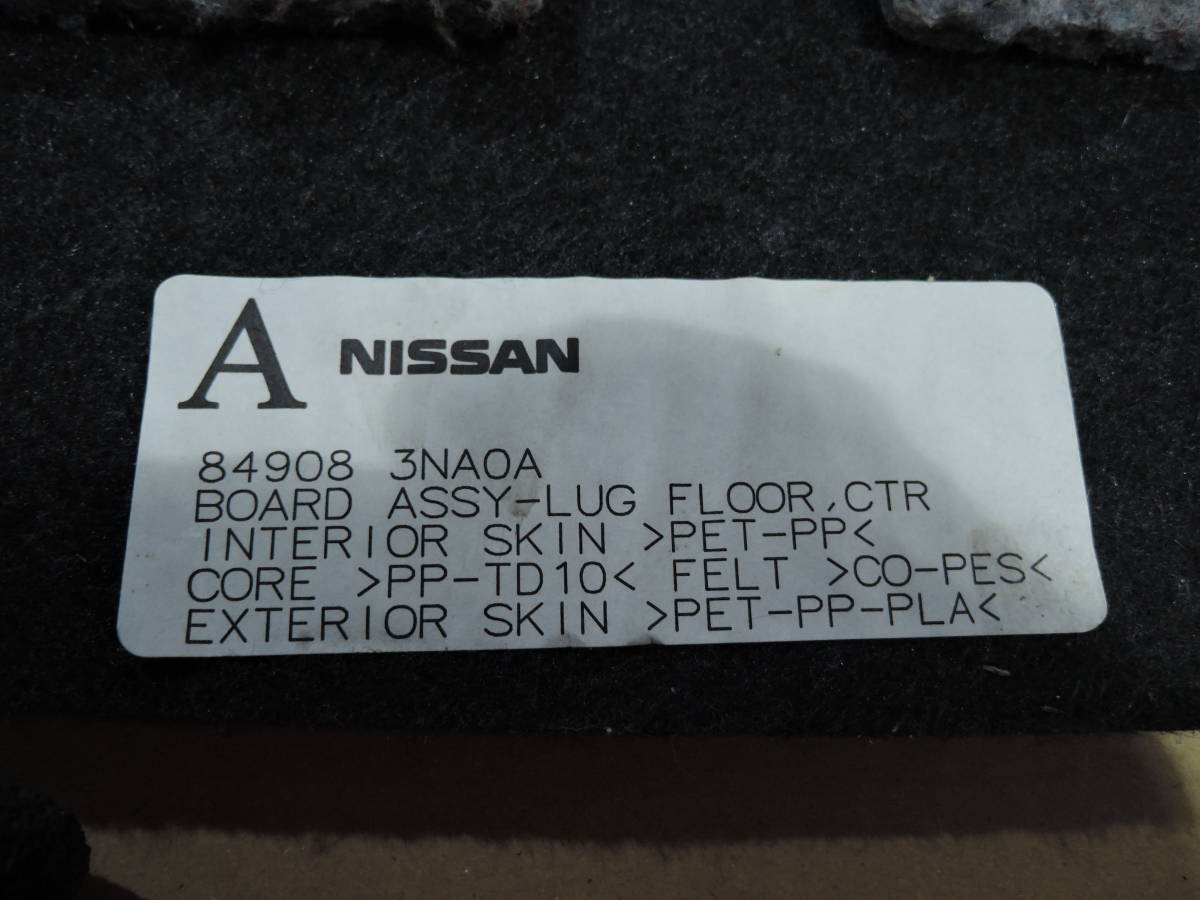 A NISSAN
84908 3NA0A
BOARD ASSY-LUG FLOOR,CTR
INTERIOR SKIN >PET-PP<
CORE >PP-TD10< FELT >CO-PES<
EXTERIOR SKIN >PET-PP-PLA<